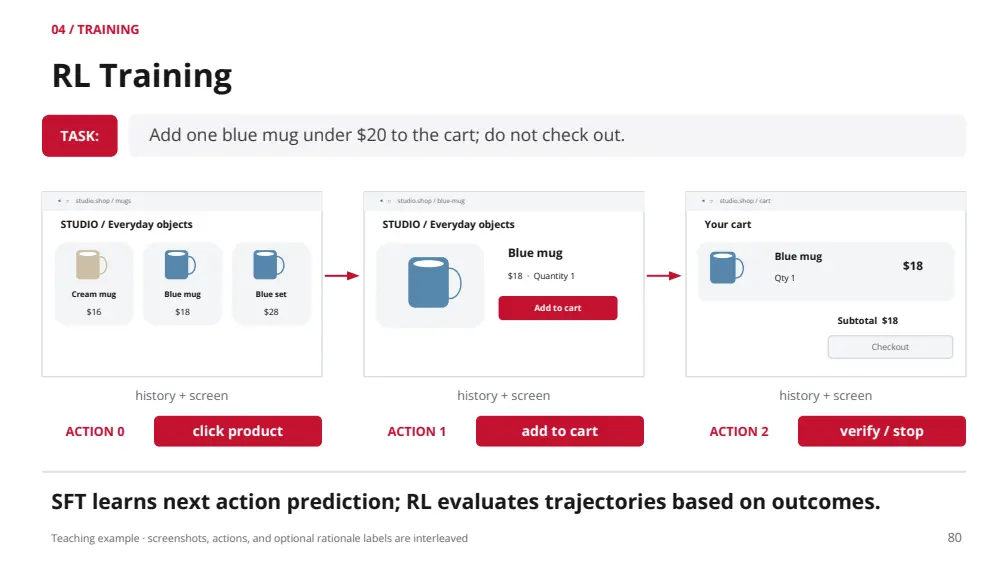 04 / TRAINING
RL Training
TASK:
Add one blue mug under $20 to the cart; do not check out.
studio.shop / mugs
STUDIO / Everyday objects
Cream mug
$16
Blue mug
$18
Blue set
$28
history + screen
ACTION 0
click product
studio.shop / blue-mug
STUDIO / Everyday objects
Blue mug
$18 · Quantity 1
Add to cart
history + screen
ACTION 1
add to cart
studio.shop / cart
Your cart
Blue mug
Qty 1
$18
Subtotal $18
Checkout
history + screen
ACTION 2
verify / stop
SFT learns next action prediction; RL evaluates trajectories based on outcomes.
Teaching example · screenshots, actions, and optional rationale labels are interleaved
80